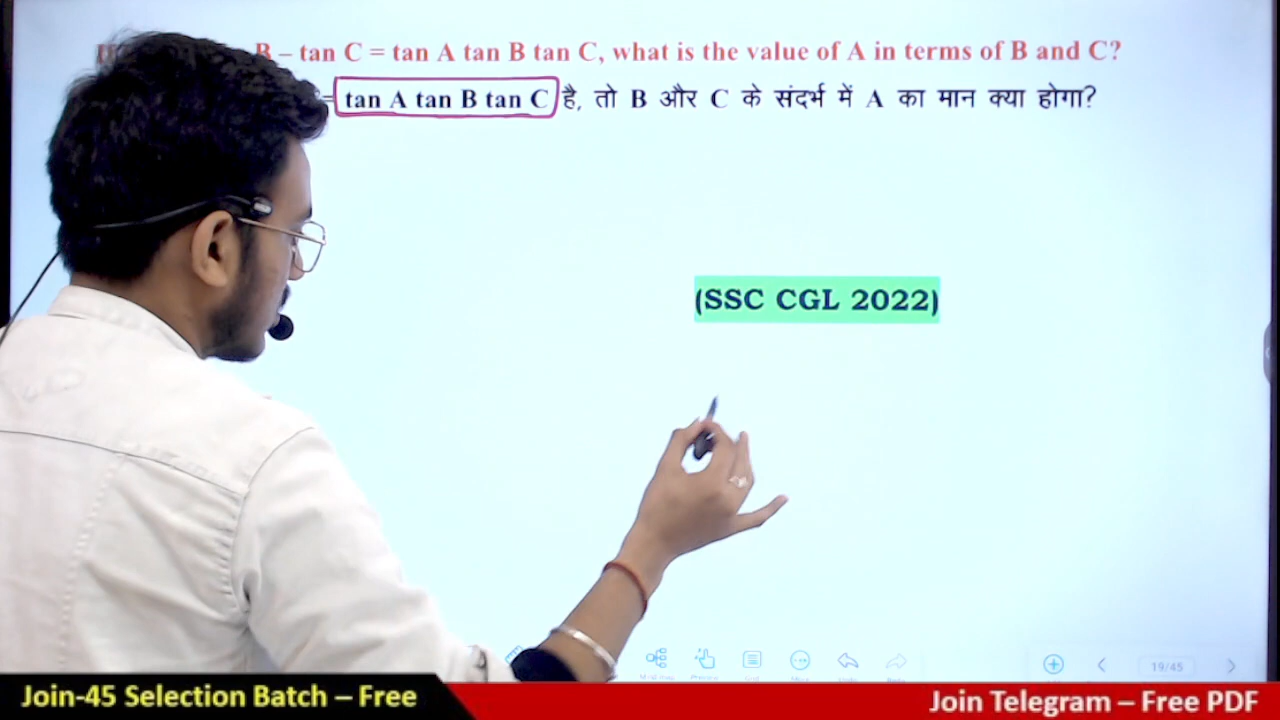 B – tan C = tan A tan B tan C, what is the value of A in terms of B and C?
= tan A tan B tan C है, तो B और C के संदर्भ में A का मान क्या होगा?
(SSC CGL 2022)
19/45
Join-45 Selection Batch – Free
Join Telegram – Free PDF